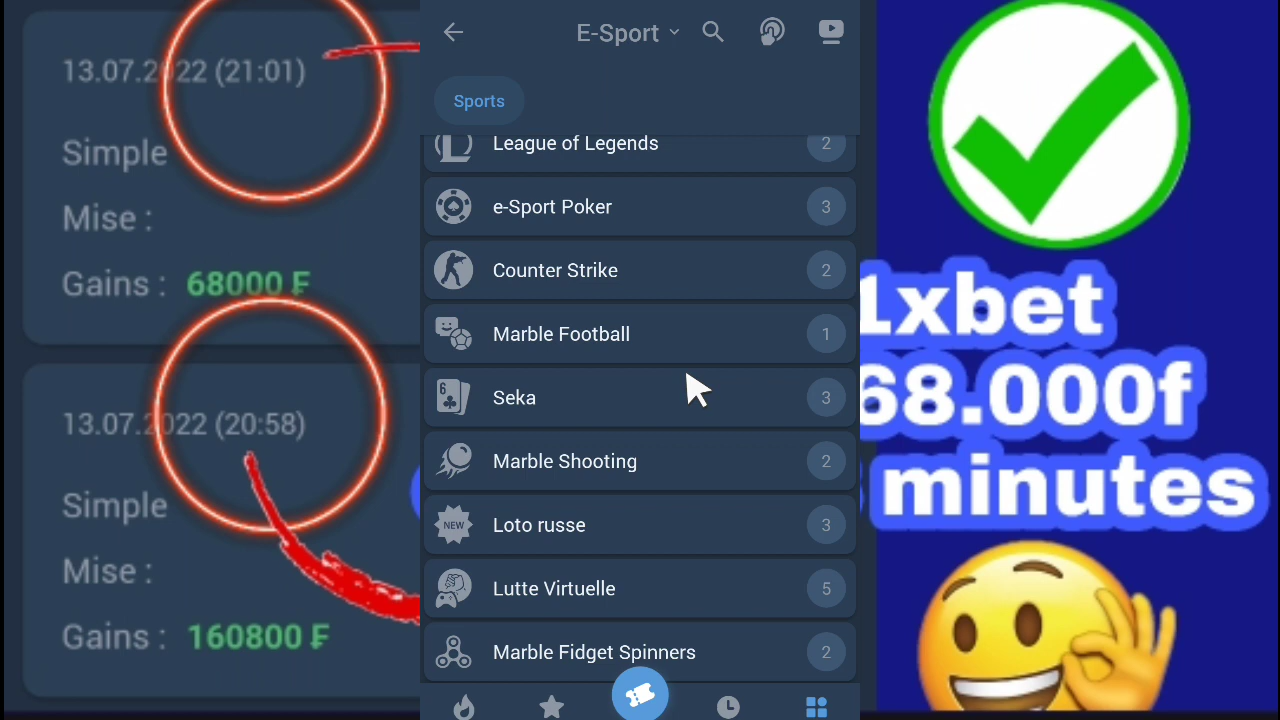 13.07.2022 (21:01)
Simple
Mise :
Gains : 68000 ₣
13.07.2022 (20:58)
Simple
Mise :
Gains : 160800 ₣
E-Sport
Sports
League of Legends 2
e-Sport Poker 3
Counter Strike 2
Marble Football 1
Seka 3
6
Marble Shooting 2
NEW
Loto russe 3
Lutte Virtuelle 5
Marble Fidget Spinners 2
1xbet
68.000f
minutes